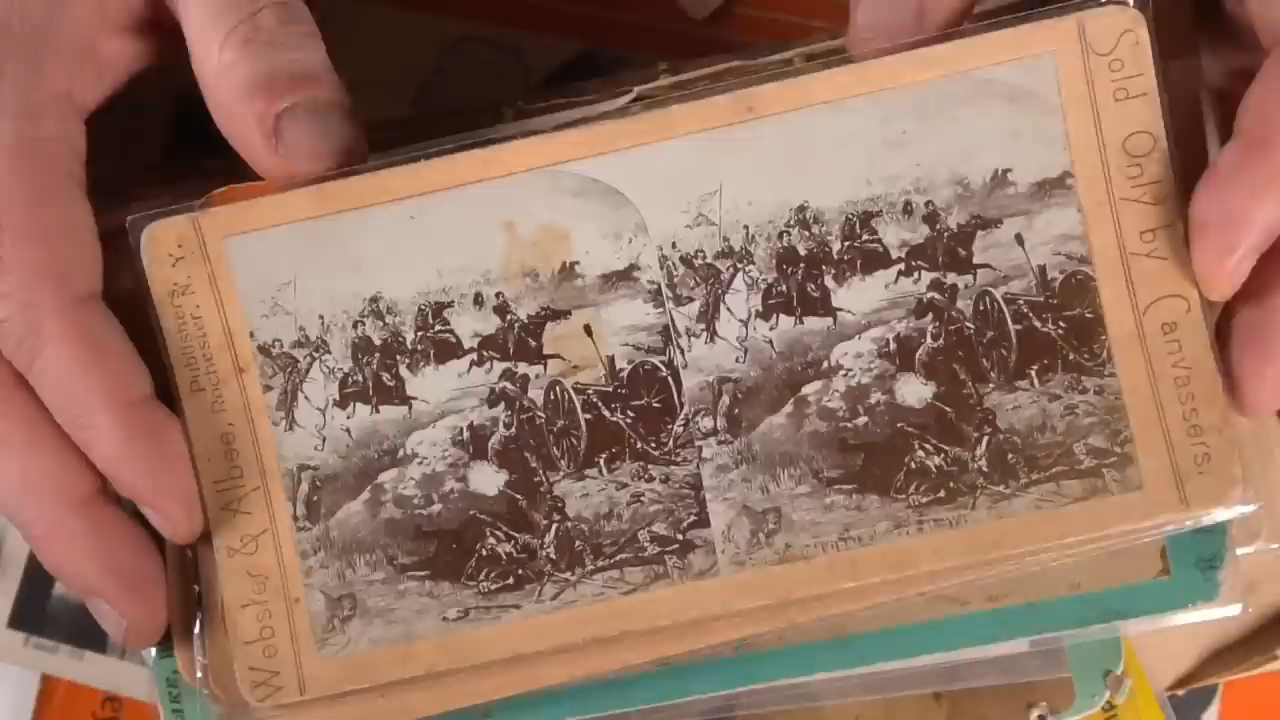 Webster & Albee,
Publishers,
Rochester, N. Y.
Sold Only by Canvassers.